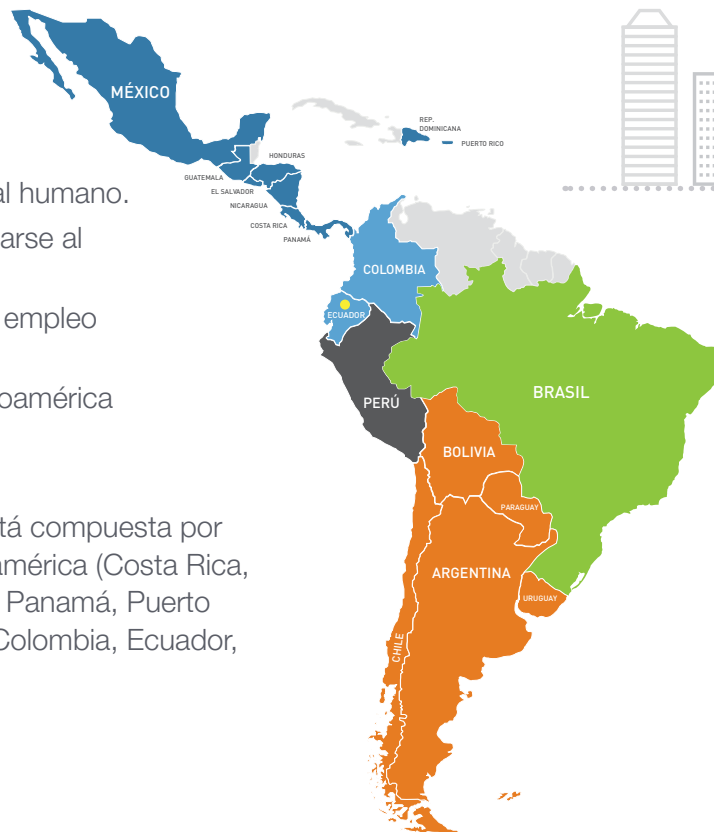 al humano.
arse al
empleo
oamérica
tá compuesta por
américa (Costa Rica,
Panamá, Puerto
Colombia, Ecuador,
MÉXICO
REP.
DOMINICANA
PUERTO RICO
HONDURAS
GUATEMALA
EL SALVADOR
NICARAGUA
COSTA RICA
PANAMÁ
COLOMBIA
ECUADOR
PERÚ
BRASIL
BOLIVIA
PARAGUAY
ARGENTINA
URUGUAY
CHILE